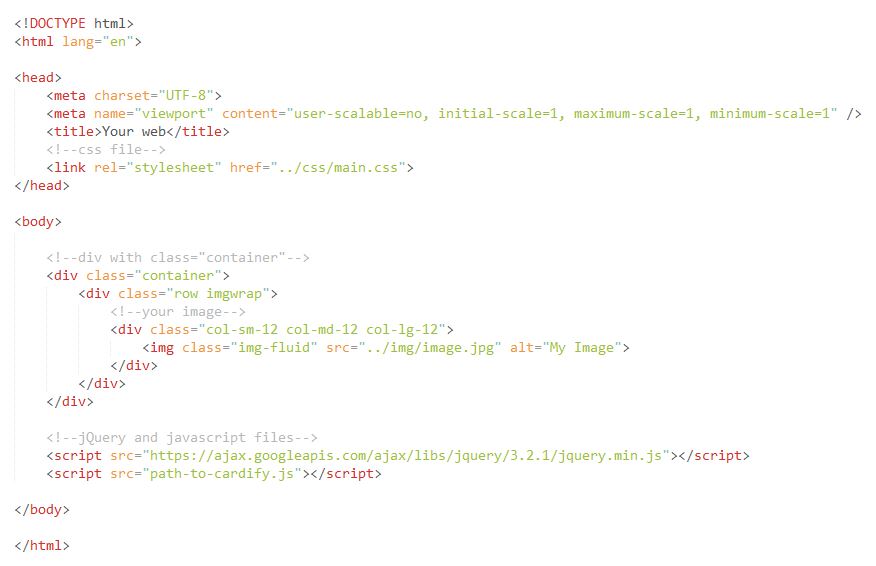 <!DOCTYPE html>
<html lang="en">
<head>
<meta charset="UTF-8">
<meta name="viewport" content="user-scalable=no, initial-scale=1, maximum-scale=1, minimum-scale=1" />
<title>Your web</title>
<!--css file-->
<link rel="stylesheet" href="../css/main.css">
</head>
<body>
<!--div with class="container"-->
<div class="container">
<div class="row imgwrap">
<!--your image-->
<div class="col-sm-12 col-md-12 col-lg-12">
<img class="img-fluid" src="../img/image.jpg" alt="My Image">
</div>
</div>
</div>
<!--jQuery and javascript files-->
<script src="https://ajax.googleapis.com/ajax/libs/jquery/3.2.1/jquery.min.js"></script>
<script src="path-to-cardify.js"></script>
</body>
</html>